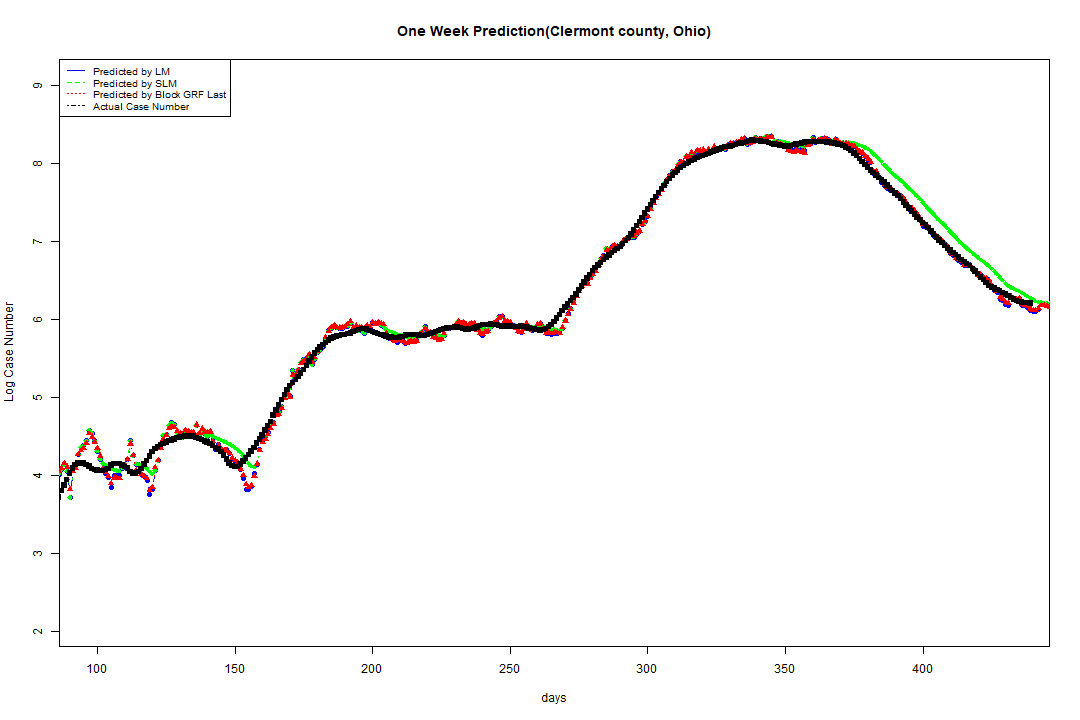 One Week Prediction(Clermont county, Ohio)
Predicted by LM
Predicted by SLM
Predicted by Block GRF Last
Actual Case Number
9
8
7
6
5
4
3
2
Log Case Number
100 150 200 250 300 350 400
days